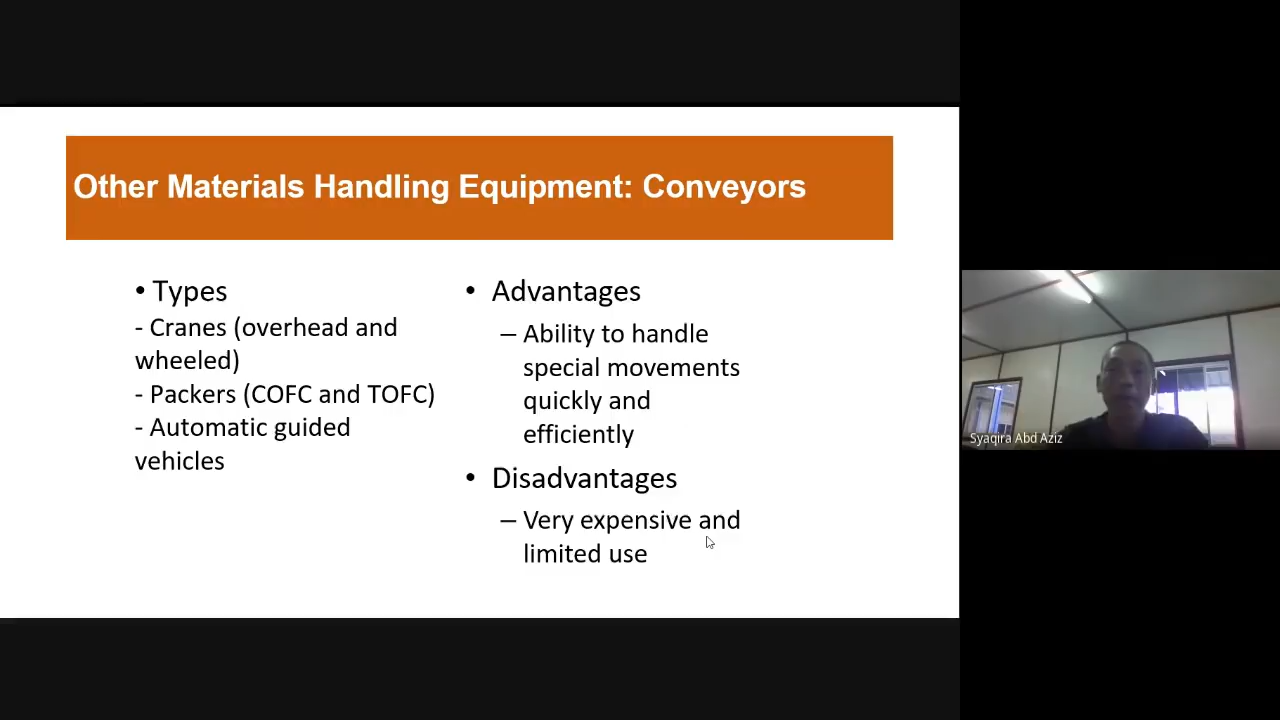 Other Materials Handling Equipment: Conveyors
• Types
- Cranes (overhead and
wheeled)
- Packers (COFC and TOFC)
- Automatic guided
vehicles
• Advantages
– Ability to handle
special movements
quickly and
efficiently
• Disadvantages
– Very expensive and
limited use
Syaqira Abd Aziz